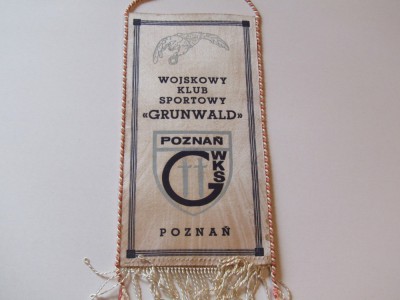 WOJSKOWY
KLUB
SPORTOWY
«GRUNWALD»
POZNAŃ
G
WKS
POZNAŃ